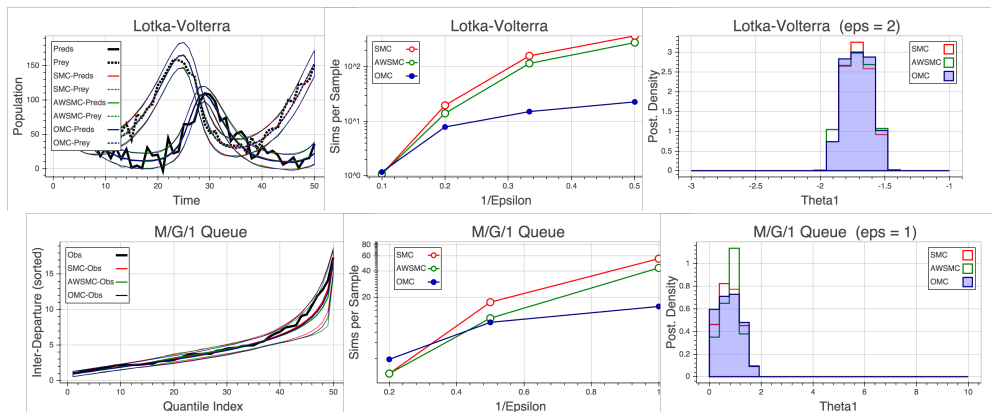 Lotka-Volterra
Population
150
100
50
0
Preds
Prey
SMC-Preds
SMC-Prey
AWSMC-Preds
AWSMC-Prey
OMC-Preds
OMC-Prey
0 10 20 30 40 50
Time
Lotka-Volterra
Sims per Sample
10^2
10^1
10^0
SMC
AWSMC
OMC
0.1 0.2 0.3 0.4 0.5
1/Epsilon
Lotka-Volterra (eps = 2)
Post. Density
3
2.5
2
1.5
1
0.5
0
SMC
AWSMC
OMC
-3 -2.5 -2 -1.5 -1
Theta1
M/G/1 Queue
Inter-Departure (sorted)
15
10
5
0
Obs
SMC-Obs
AWSMC-Obs
OMC-Obs
0 10 20 30 40 50
Quantile Index
M/G/1 Queue
Sims per Sample
80
60
40
20
SMC
AWSMC
OMC
0.2 0.4 0.6 0.8 1
1/Epsilon
M/G/1 Queue (eps = 1)
Post. Density
1
0.8
0.6
0.4
0.2
0
SMC
AWSMC
OMC
0 2 4 6 8 10
Theta1